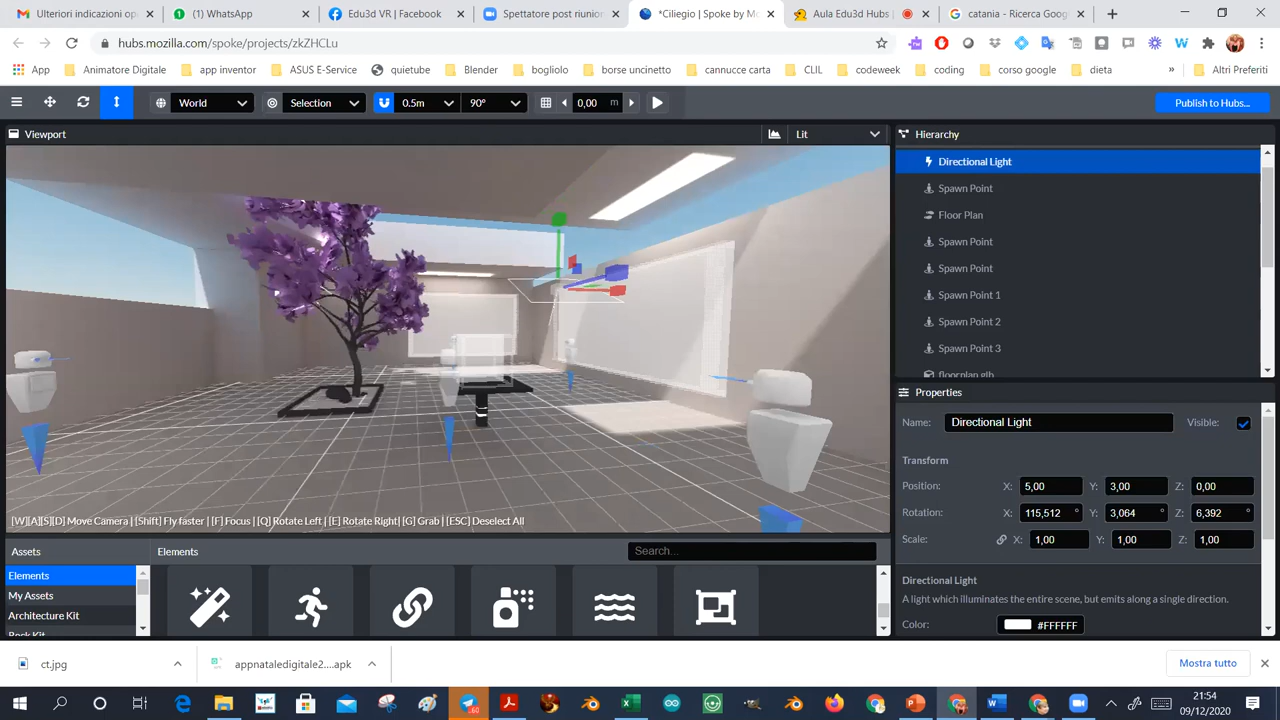 Ulteriori indicazioni op
(1) WhatsApp
Edu3d VR | Facebook
Spettatore post riunior
*Ciliegio | Spoke by Mo
Aula Edu3d Hubs |
catania - Ricerca Goog
hubs.mozilla.com/spoke/projects/zkZHCLu
App
Animatore Digitale
app inventor
ASUS E-Service
quietube
Blender
bogliolo
borse uncinetto
cannucce carta
CLIL
codeweek
coding
corso google
dieta
»
Altri Preferiti
World
Selection
0.5m
90°
0,00 m
Publish to Hubs...
Viewport
Lit
Hierarchy
Directional Light
Spawn Point
Floor Plan
Spawn Point
Spawn Point
Spawn Point 1
Spawn Point 2
Spawn Point 3
floorplan.glb
Properties
Name: Directional Light Visible:
Transform
Position: X: 5,00 Y: 3,00 Z: 0,00
Rotation: X: 115,512 ° Y: 3,064 ° Z: 6,392 °
Scale: X: 1,00 Y: 1,00 Z: 1,00
Directional Light
A light which illuminates the entire scene, but emits along a single direction.
Color: #FFFFFF
[W][A][S][D] Move Camera | [Shift] Fly faster | [F] Focus | [Q] Rotate Left | [E] Rotate Right | [G] Grab | [ESC] Deselect All
Assets
Elements
Search...
Elements
My Assets
Architecture Kit
Rock Kit
ct.jpg
appnataledigitale2....apk
Mostra tutto
21:54
09/12/2020